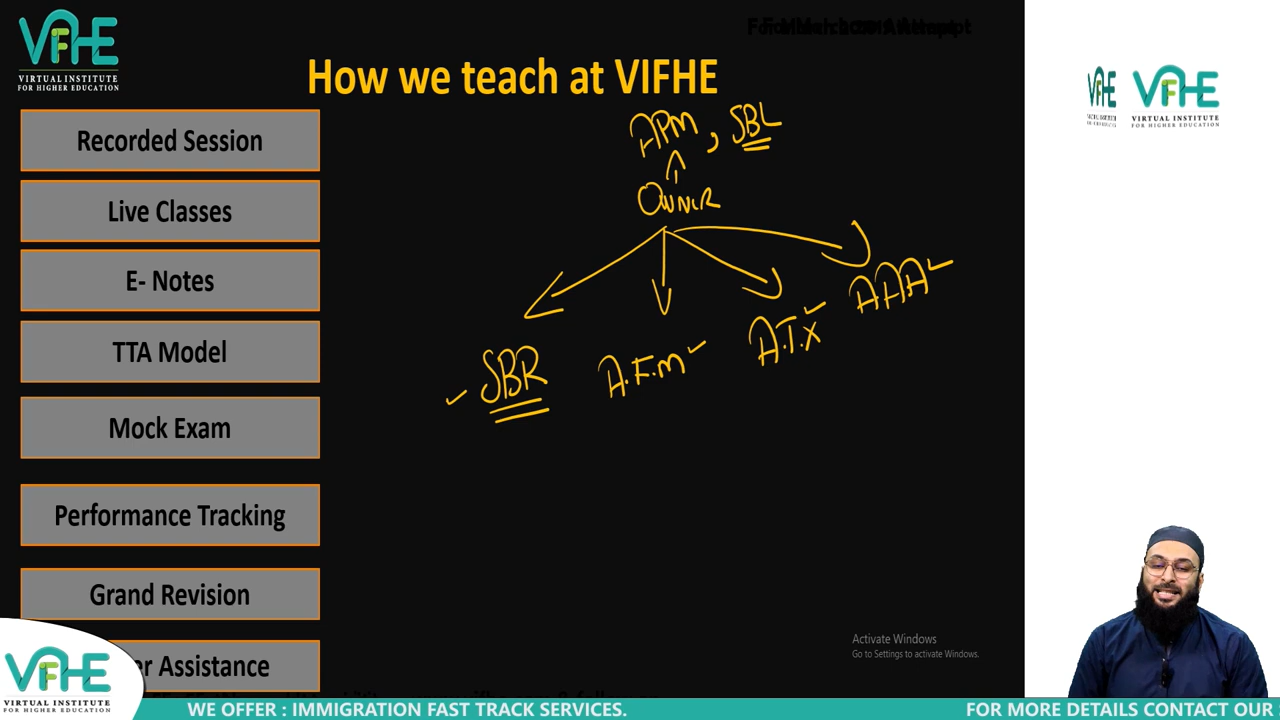 VIFHE
VIRTUAL INSTITUTE
FOR HIGHER EDUCATION
How we teach at VIFHE
VIFHE
VIFHE
VIRTUAL INSTITUTE
FOR HIGHER EDUCATION
Recorded Session
Live Classes
E- Notes
TTA Model
Mock Exam
Performance Tracking
Grand Revision
er Assistance
APM, SBL
OWNER
SBR
A.F.M
A.T.X
AAA
Activate Windows
Go to Settings to activate Windows.
VIFHE
VIRTUAL INSTITUTE
FOR HIGHER EDUCATION
WE OFFER : IMMIGRATION FAST TRACK SERVICES.
FOR MORE DETAILS CONTACT OUR